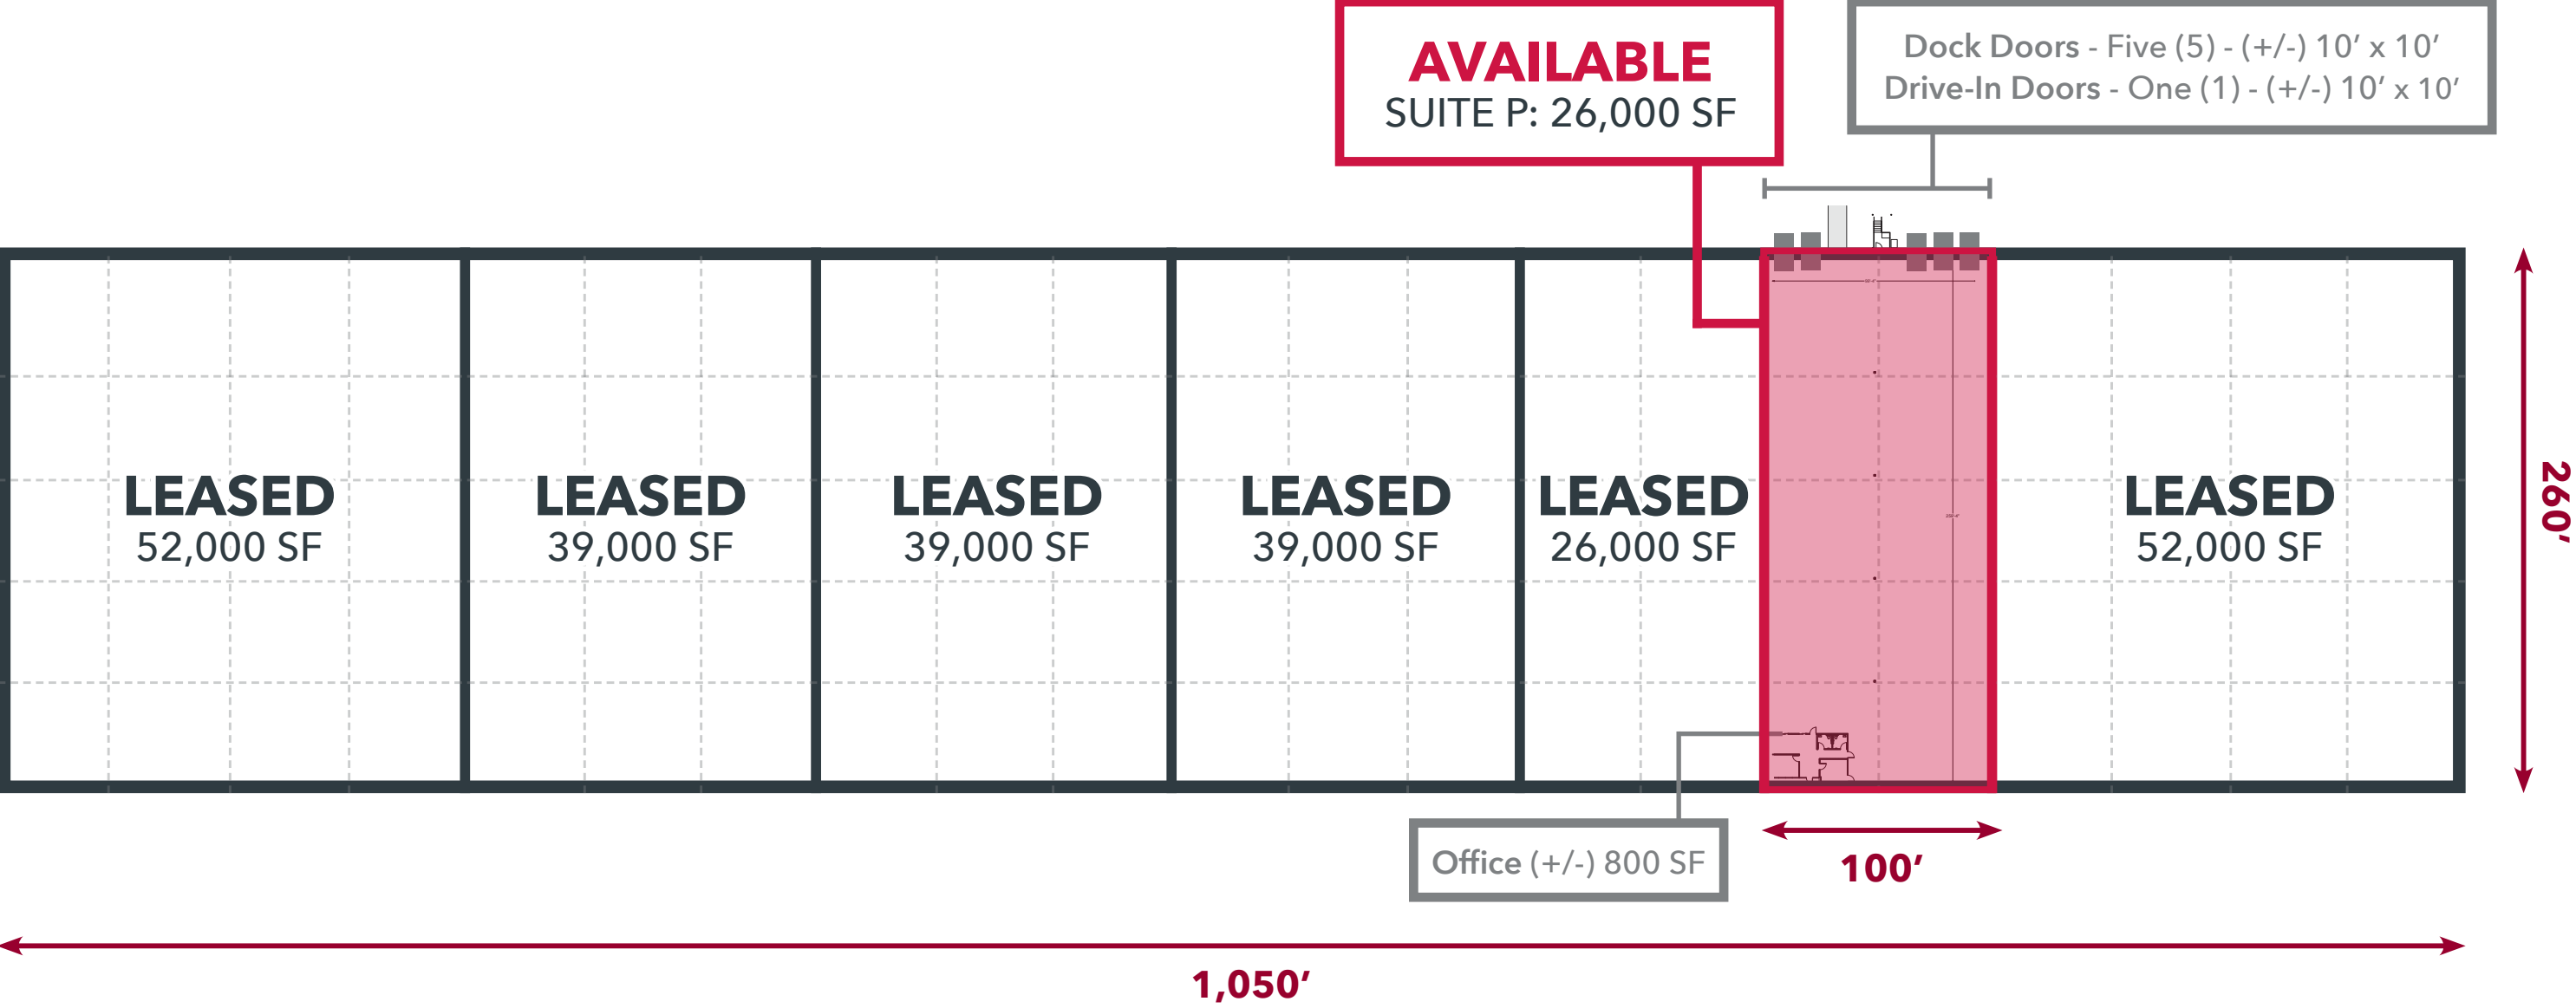 AVAILABLE
SUITE P: 26,000 SF
Dock Doors - Five (5) - (+/-) 10’ x 10’
Drive-In Doors - One (1) - (+/-) 10’ x 10’
LEASED
52,000 SF
LEASED
39,000 SF
LEASED
39,000 SF
LEASED
39,000 SF
LEASED
26,000 SF
LEASED
52,000 SF
260’
Office (+/-) 800 SF
100’
1,050’